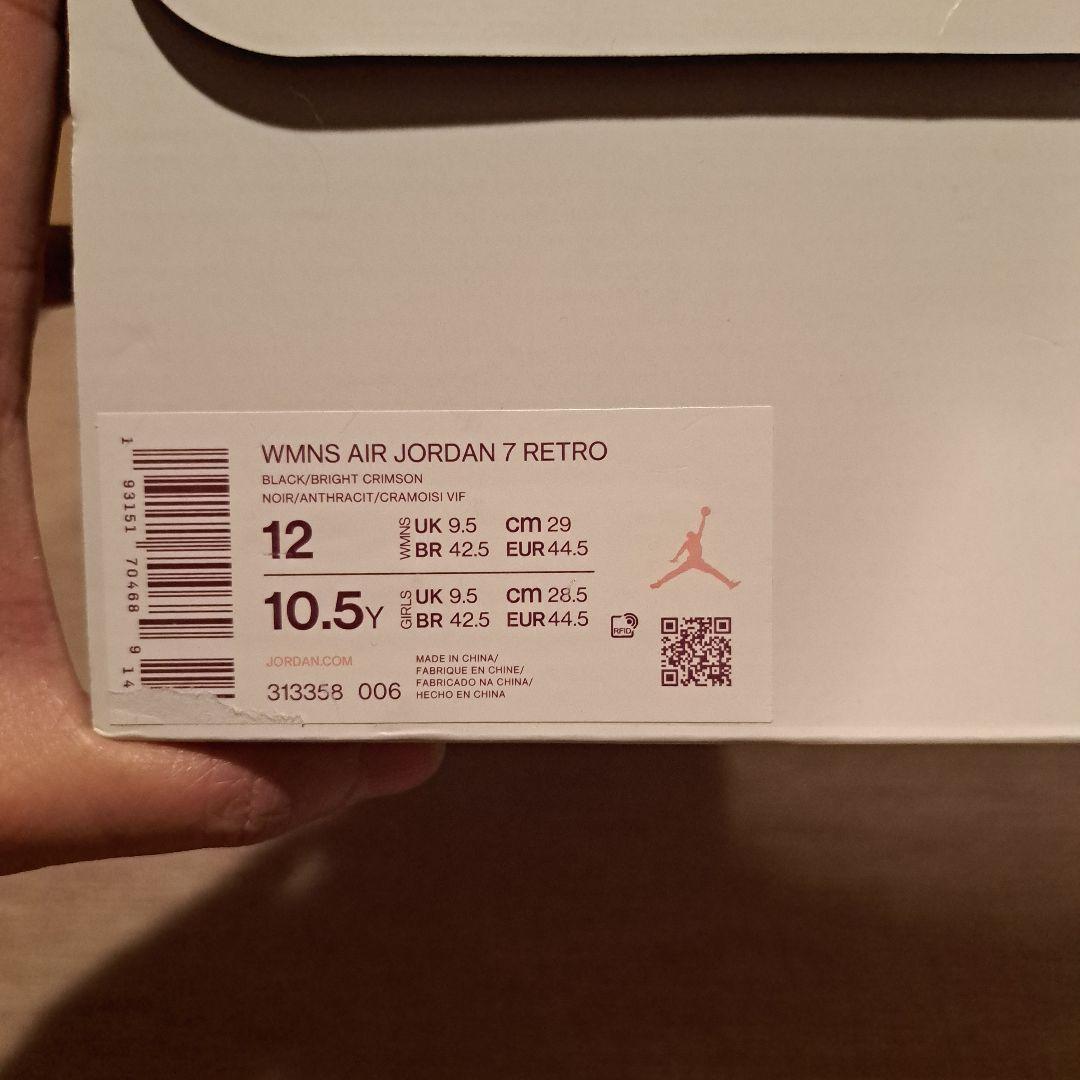 WMNS AIR JORDAN 7 RETRO
BLACK/BRIGHT CRIMSON
NOIR/ANTHRACIT/CRAMOISI VIF
12 WMNS UK 9.5 cm 29
BR 42.5 EUR 44.5
10.5Y GIRLS UK 9.5 cm 28.5
BR 42.5 EUR 44.5
RFID
JORDAN.COM
313358 006
MADE IN CHINA/
FABRIQUE EN CHINE/
FABRICADO NA CHINA/
HECHO EN CHINA
1 93151 70468 9 14